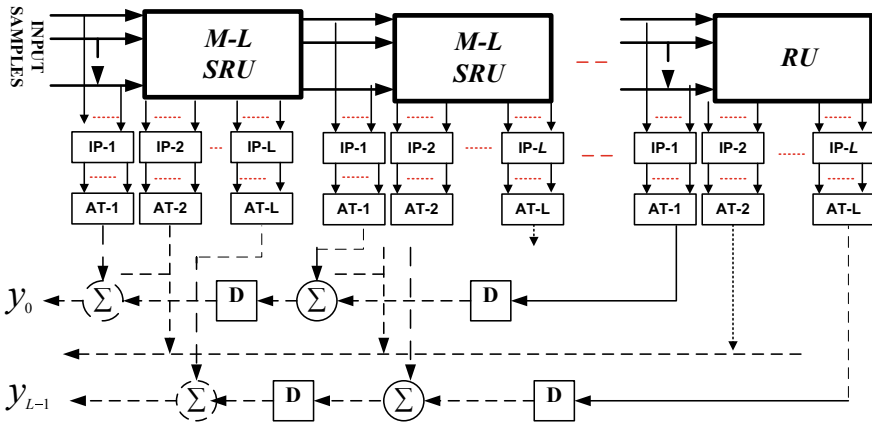 INPUT
SAMPLES
M-L
SRU
M-L
SRU
RU
IP-1 IP-2 IP-L IP-1 IP-2 IP-L IP-1 IP-2 IP-L
AT-1 AT-2 AT-L AT-1 AT-2 AT-L AT-1 AT-2 AT-L
y₀ Σ D Σ D
y_{L-1} Σ D Σ D